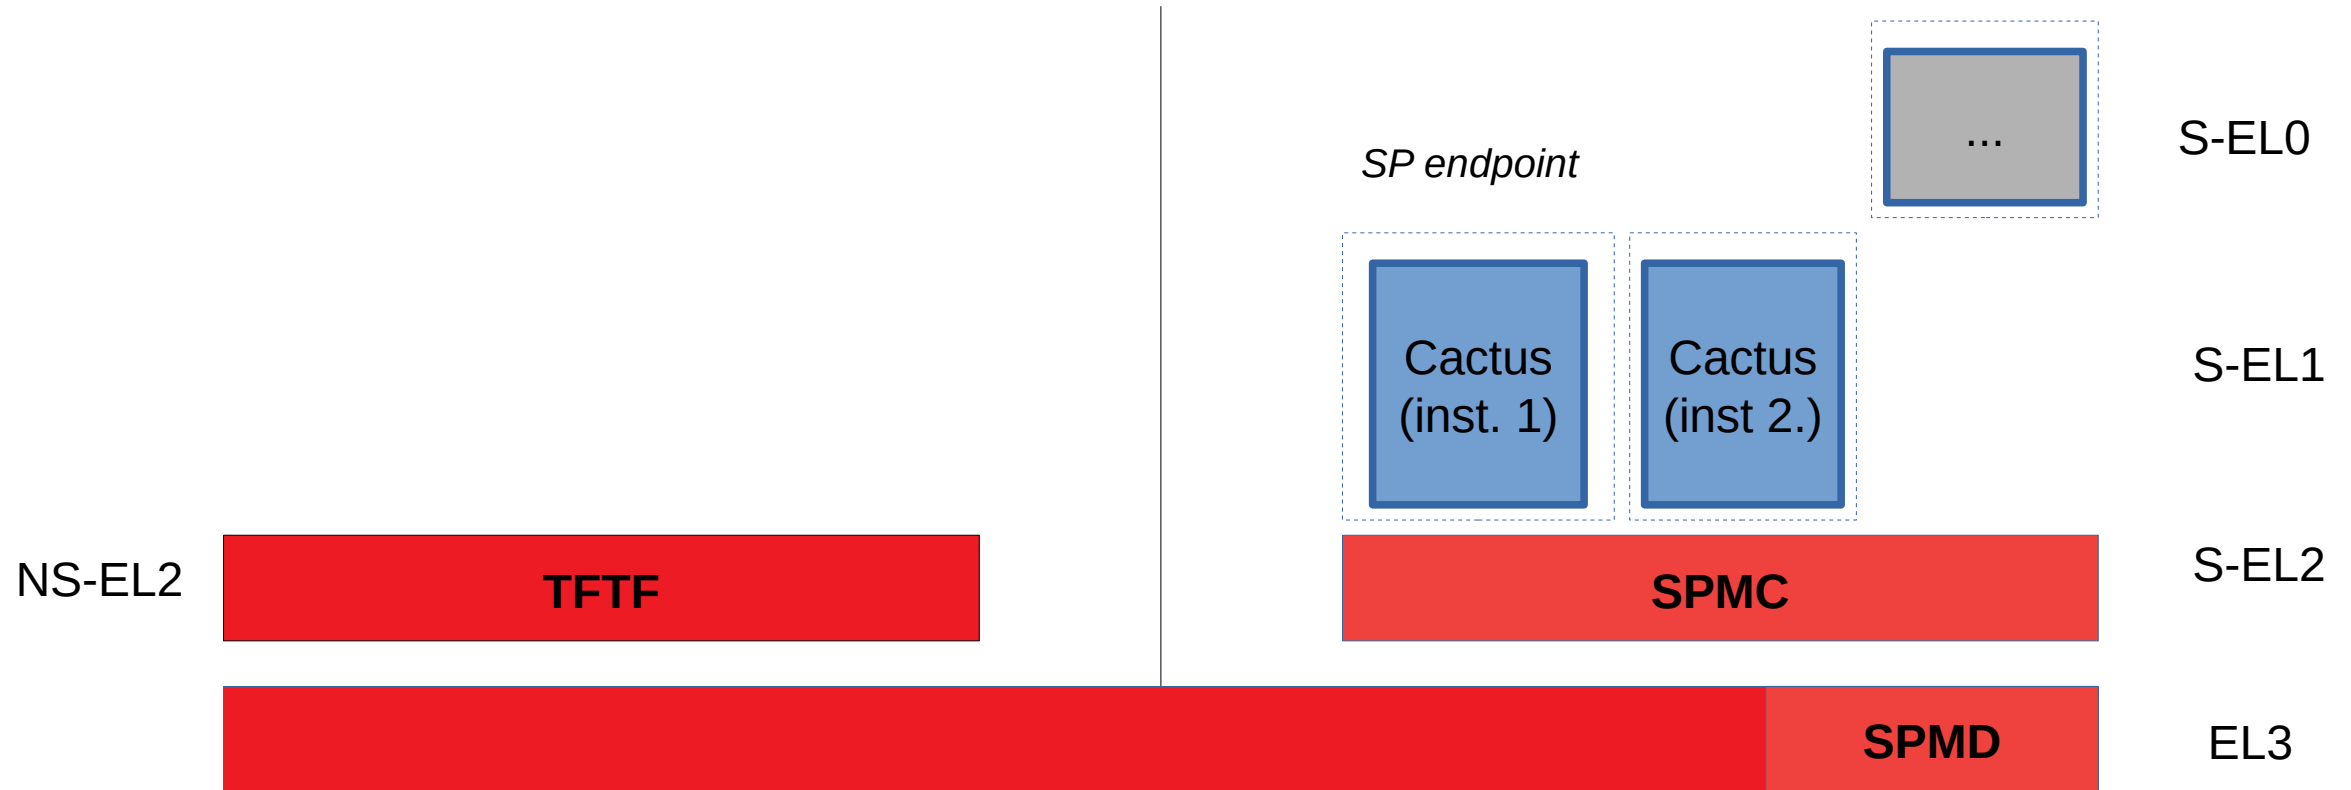 ...
S-EL0
SP endpoint
Cactus
(inst. 1)
Cactus
(inst 2.)
S-EL1
NS-EL2
TFTF
SPMC
S-EL2
SPMD
EL3